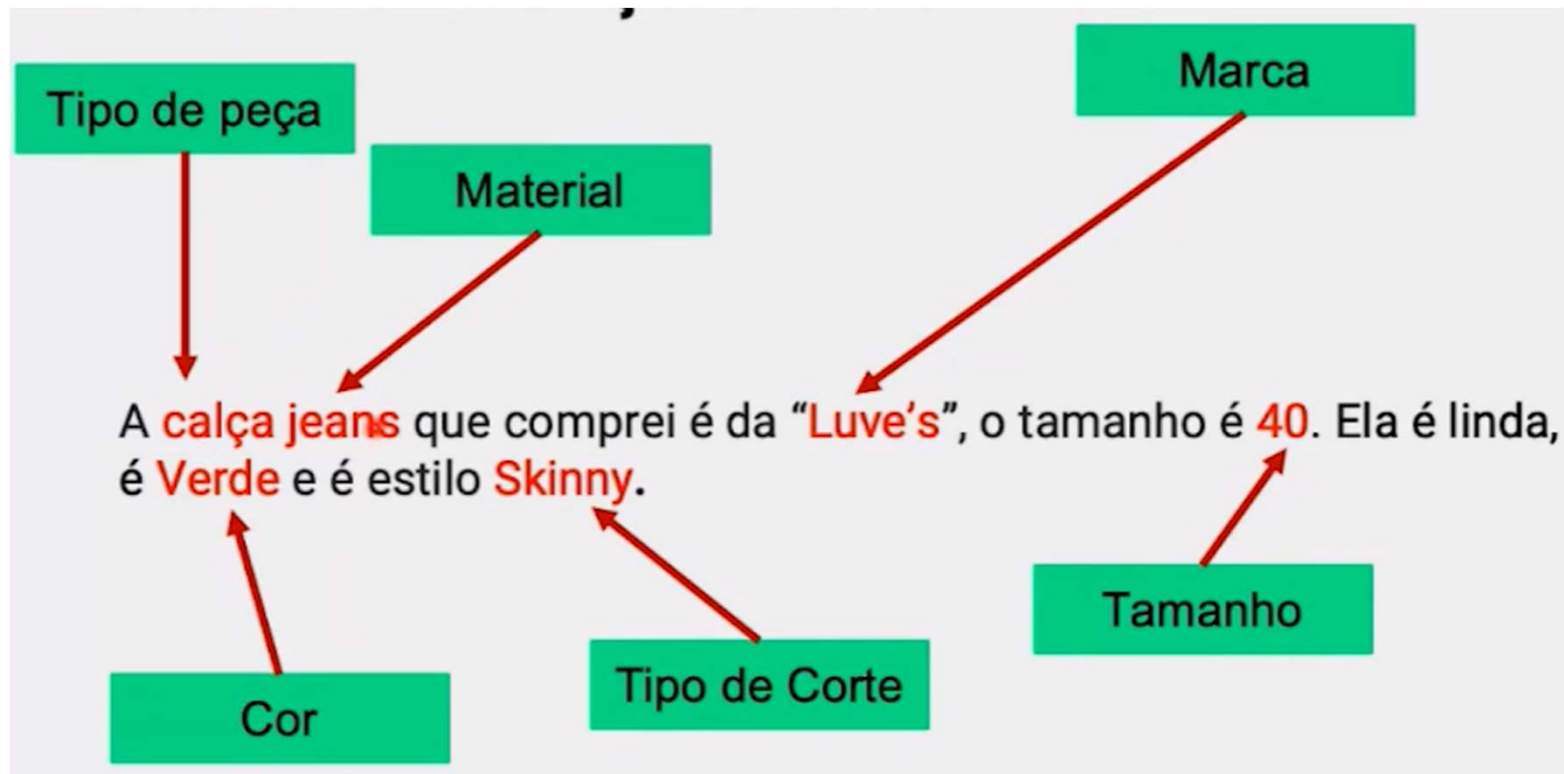 Marca
Tipo de peça
Material
A calça jeans que comprei é da “Luve’s”, o tamanho é 40. Ela é linda,
é Verde e é estilo Skinny.
Tamanho
Tipo de Corte
Cor